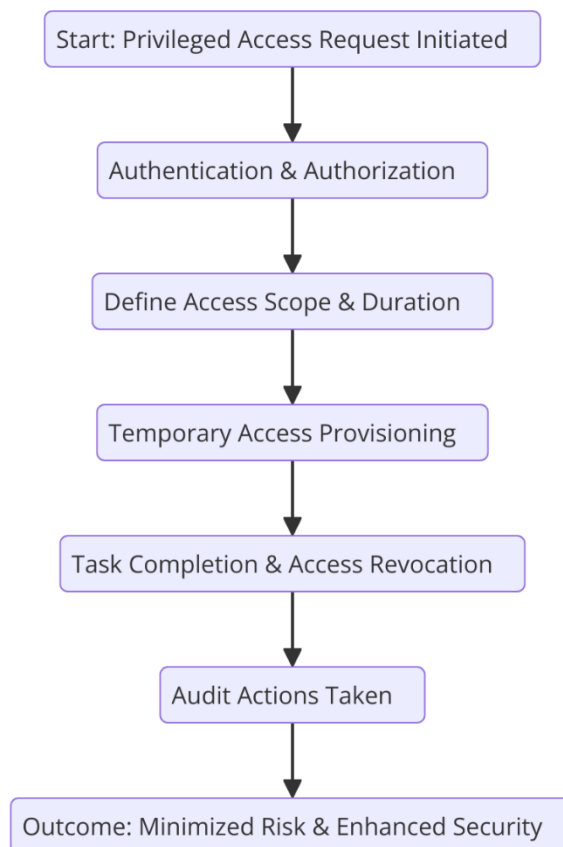 Start: Privileged Access Request Initiated
Authentication & Authorization
Define Access Scope & Duration
Temporary Access Provisioning
Task Completion & Access Revocation
Audit Actions Taken
Outcome: Minimized Risk & Enhanced Security